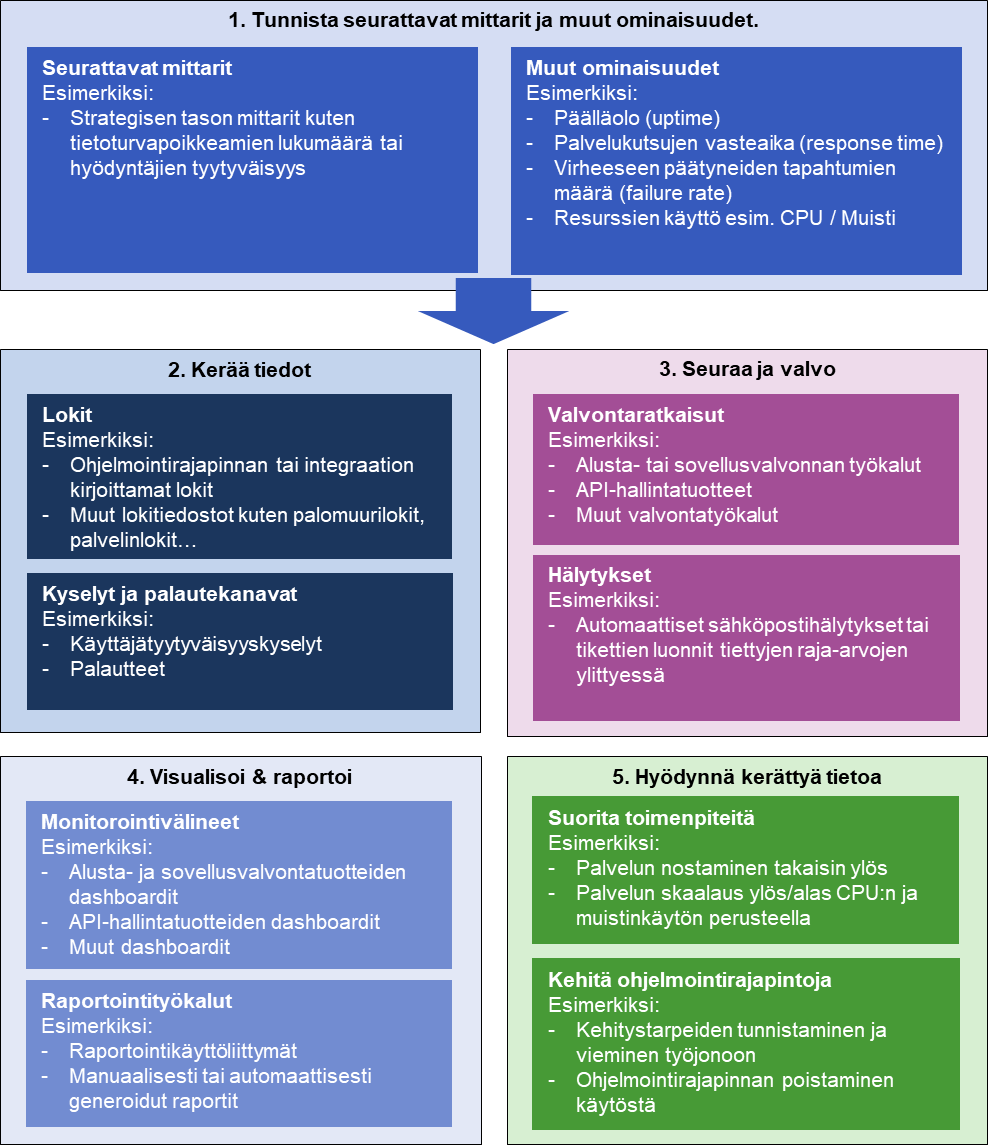 1. Tunnista seurattavat mittarit ja muut ominaisuudet.
Seurattavat mittarit
Esimerkiksi:
- Strategisen tason mittarit kuten
tietoturvapoikkeamien lukumäärä tai
hyödyntäjien tyytyväisyys
Muut ominaisuudet
Esimerkiksi:
- Päälläolo (uptime)
- Palvelukutsujen vasteaika (response time)
- Virheeseen päätyneiden tapahtumien
määrä (failure rate)
- Resurssien käyttö esim. CPU / Muisti
2. Kerää tiedot
Lokit
Esimerkiksi:
- Ohjelmointirajapinnan tai integraation
kirjoittamat lokit
- Muut lokitiedostot kuten palomuurilokit,
palvelinlokit…
Kyselyt ja palautekanavat
Esimerkiksi:
- Käyttäjätyytyväisyyskyselyt
- Palautteet
3. Seuraa ja valvo
Valvontaratkaisut
Esimerkiksi:
- Alusta- tai sovellusvalvonnan työkalut
- API-hallintatuotteet
- Muut valvontatyökalut
Hälytykset
Esimerkiksi:
- Automaattiset sähköpostihälytykset tai
tikettien luonnit tiettyjen raja-arvojen
ylittyessä
4. Visualisoi & raportoi
Monitorointivälineet
Esimerkiksi:
- Alusta- ja sovellusvalvontatuotteiden
dashboardit
- API-hallintatuotteiden dashboardit
- Muut dashboardit
Raportointityökalut
Esimerkiksi:
- Raportointikäyttöliittymät
- Manuaalisesti tai automaattisesti
generoidut raportit
5. Hyödynnä kerättyä tietoa
Suorita toimenpiteitä
Esimerkiksi:
- Palvelun nostaminen takaisin ylös
- Palvelun skaalaus ylös/alas CPU:n ja
muistinkäytön perusteella
Kehitä ohjelmointirajapintoja
Esimerkiksi:
- Kehitystarpeiden tunnistaminen ja
vieminen työjonoon
- Ohjelmointirajapinnan poistaminen
käytöstä